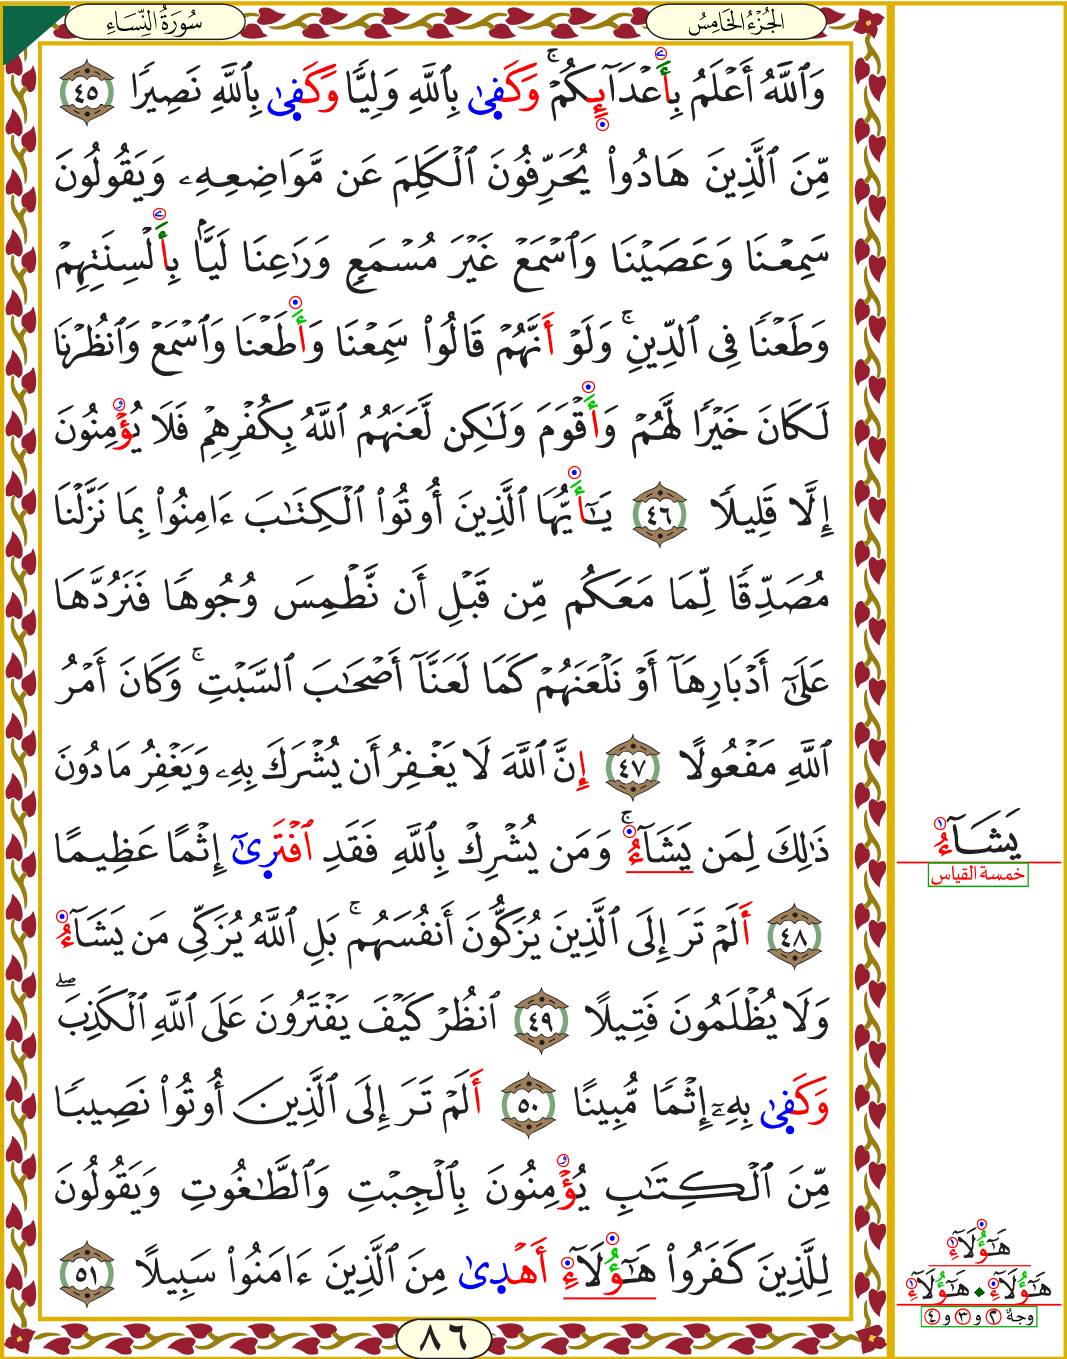 سُورَةُ النِّسَاءِ
الجُزْءُ الخَامِسُ
وَٱللَّهُ أَعْلَمُ بِأَعْدَآئِكُمْۚ وَكَفَىٰ بِٱللَّهِ وَلِيًّا وَكَفَىٰ بِٱللَّهِ نَصِيرًا ٤٥
مِّنَ ٱلَّذِينَ هَادُوا۟ يُحَرِّفُونَ ٱلْكَلِمَ عَن مَّوَاضِعِهِۦ وَيَقُولُونَ
سَمِعْنَا وَعَصَيْنَا وَٱسْمَعْ غَيْرَ مُسْمَعٍ وَرَٰعِنَا لَيًّۢا بِأَلْسِنَتِهِمْ
وَطَعْنًا فِى ٱلدِّينِۚ وَلَوْ أَنَّهُمْ قَالُوا۟ سَمِعْنَا وَأَطَعْنَا وَٱسْمَعْ وَٱنظُرْنَا
لَكَانَ خَيْرًا لَّهُمْ وَأَقْوَمَ وَلَـٰكِن لَّعَنَهُمُ ٱللَّهُ بِكُفْرِهِمْ فَلَا يُؤْمِنُونَ
إِلَّا قَلِيلًا ٤٦ يَـٰٓأَيُّهَا ٱلَّذِينَ أُوتُوا۟ ٱلْكِتَـٰبَ ءَامِنُوا۟ بِمَا نَزَّلْنَا
مُصَدِّقًا لِّمَا مَعَكُم مِّن قَبْلِ أَن نَّطْمِسَ وُجُوهًا فَنَرُدَّهَا
عَلَىٰٓ أَدْبَارِهَآ أَوْ نَلْعَنَهُمْ كَمَا لَعَنَّآ أَصْحَـٰبَ ٱلسَّبْتِۚ وَكَانَ أَمْرُ
ٱللَّهِ مَفْعُولًا ٤٧ إِنَّ ٱللَّهَ لَا يَغْفِرُ أَن يُشْرَكَ بِهِۦ وَيَغْفِرُ مَا دُونَ
ذَٰلِكَ لِمَن يَشَآءُۚ وَمَن يُشْرِكْ بِٱللَّهِ فَقَدِ ٱفْتَرَىٰٓ إِثْمًا عَظِيمًا
يَشَآءُ
خمسة القياس
٤٨ أَلَمْ تَرَ إِلَى ٱلَّذِينَ يُزَكُّونَ أَنفُسَهُمۚ بَلِ ٱللَّهُ يُزَكِّى مَن يَشَآءُ
وَلَا يُظْلَمُونَ فَتِيلًا ٤٩ ٱنظُرْ كَيْفَ يَفْتَرُونَ عَلَى ٱللَّهِ ٱلْكَذِبَۖ
وَكَفَىٰ بِهِۦٓ إِثْمًا مُّبِينًا ٥٠ أَلَمْ تَرَ إِلَى ٱلَّذِينَ أُوتُوا۟ نَصِيبًا
مِّنَ ٱلْكِتَـٰبِ يُؤْمِنُونَ بِٱلْجِبْتِ وَٱلطَّـٰغُوتِ وَيَقُولُونَ
لِلَّذِينَ كَفَرُوا۟ هَـٰٓؤُلَآءِ أَهْدَىٰ مِنَ ٱلَّذِينَ ءَامَنُوا۟ سَبِيلًا ٥١
هَـٰٓؤُلَآءِ
هَـٰٓؤُلَآءِ هَـٰٓؤُلَآءِ
وجهٌ ٢ و ٣ و ٤
٨٦